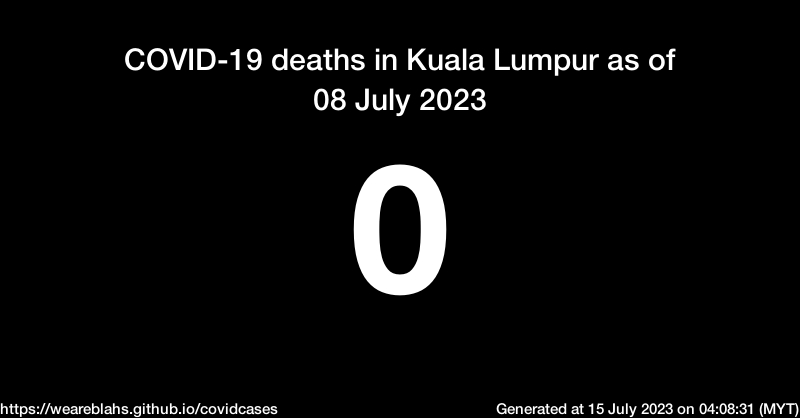 COVID-19 deaths in Kuala Lumpur as of
08 July 2023
0
https://weareblahs.github.io/covidcases
Generated at 15 July 2023 on 04:08:31 (MYT)